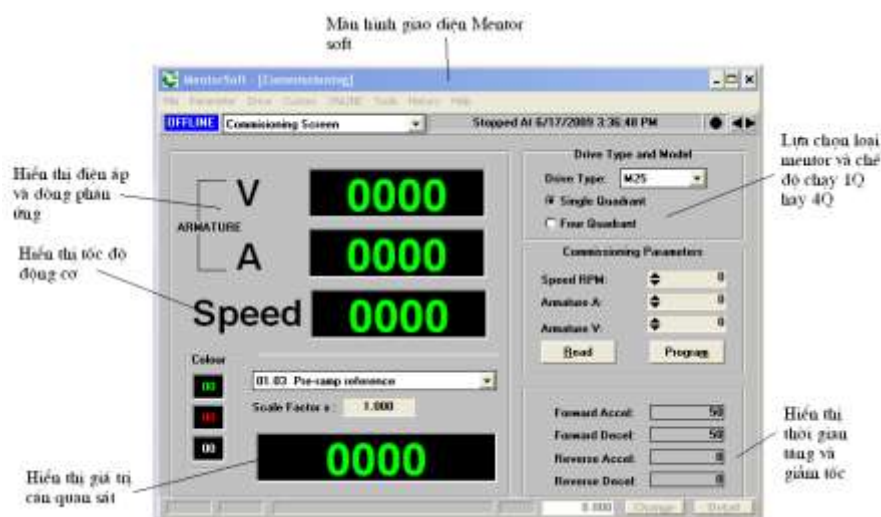 Màn hình giao diện Mentor
soft
MentorSoft - [Commissioning]
File Parameter Drive Custom ONLINE Tools History Help
OFFLINE Commisioning Screen Stopped At 6/17/2009 3:36:48 PM
Hiển thị điện áp
và dòng phần
ứng
Hiển thị tốc độ
động cơ
ARMATURE
V 0000
A 0000
Speed 0000
Colour
00
00
00
01.03 Pre-ramp reference
Scale Factor x : 1.000
0000
Hiển thị giá trị
cần quan sát
Drive Type and Model
Drive Type: M25
Single Quadrant
Four Quadrant
Commissioning Parameters
Speed RPM: 0
Armature A: 0
Armature V: 0
Read Program
Forward Accel: 50
Forward Decel: 50
Reverse Accel: 0
Reverse Decel: 0
0.000 Change Detail
Lựa chọn loại
mentor và chế
độ chạy 1Q
hay 4Q
Hiển thị
thời gian
tăng và
giảm tốc